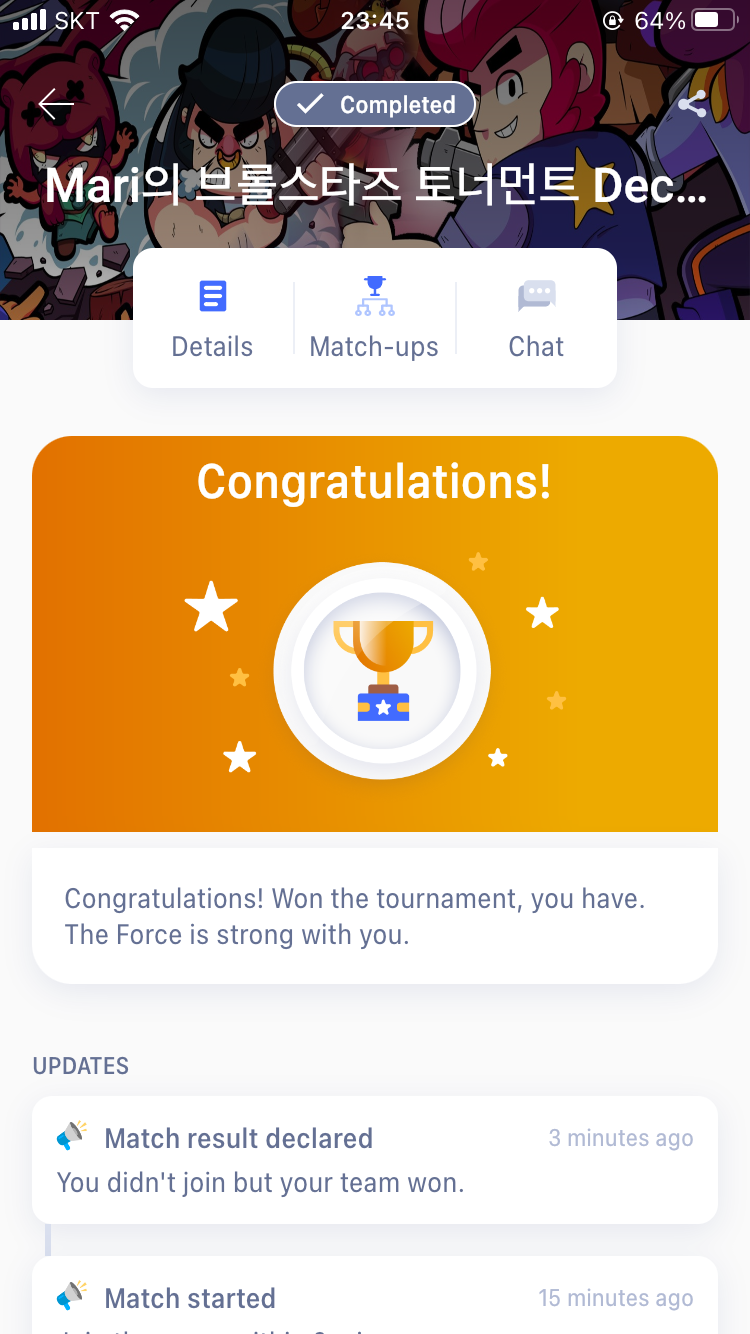 SKT 23:45 64%
Completed
Mari의 브롤스타즈 토너먼트 Dec...
Details Match-ups Chat
Congratulations!
Congratulations! Won the tournament, you have.
The Force is strong with you.
UPDATES
Match result declared 3 minutes ago
You didn't join but your team won.
Match started 15 minutes ago